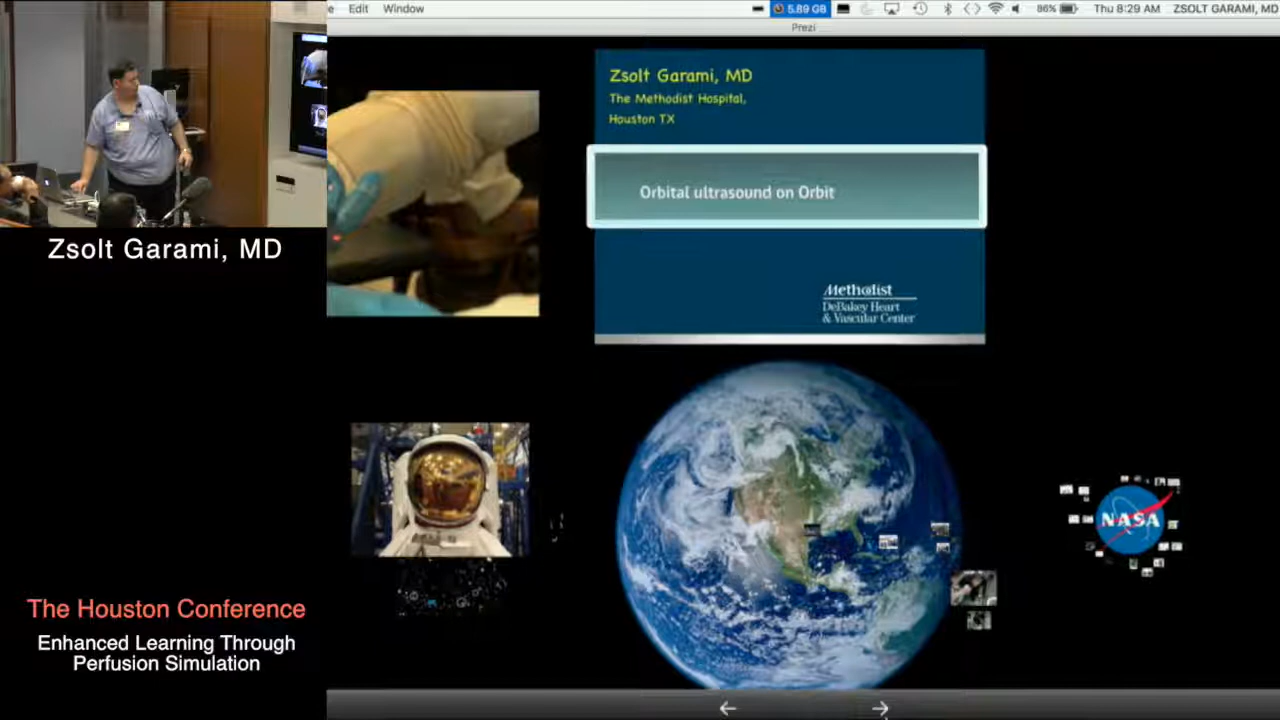 Edit Window
5.89 GB
86%
Thu 8:29 AM ZSOLT GARAMI, MD
Prezi
Zsolt Garami, MD
The Methodist Hospital,
Houston TX
Orbital ultrasound on Orbit
Methodist
DeBakey Heart
& Vascular Center
Zsolt Garami, MD
NASA
The Houston Conference
Enhanced Learning Through
Perfusion Simulation